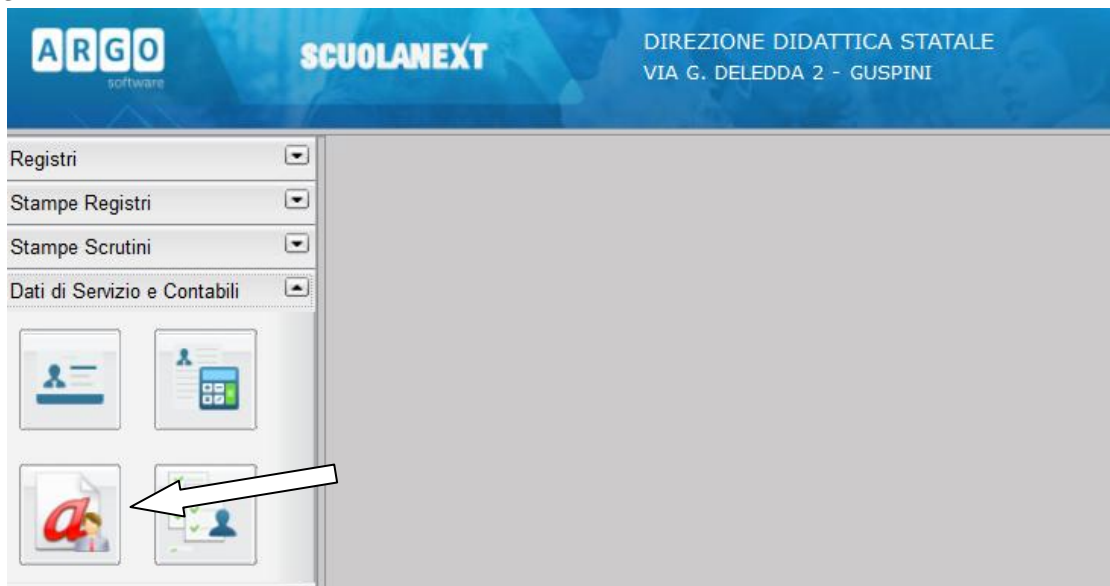 ARGO
software
SCUOLANEXT
DIREZIONE DIDATTICA STATALE
VIA G. DELEDDA 2 - GUSPINI
Registri
Stampe Registri
Stampe Scrutini
Dati di Servizio e Contabili
a